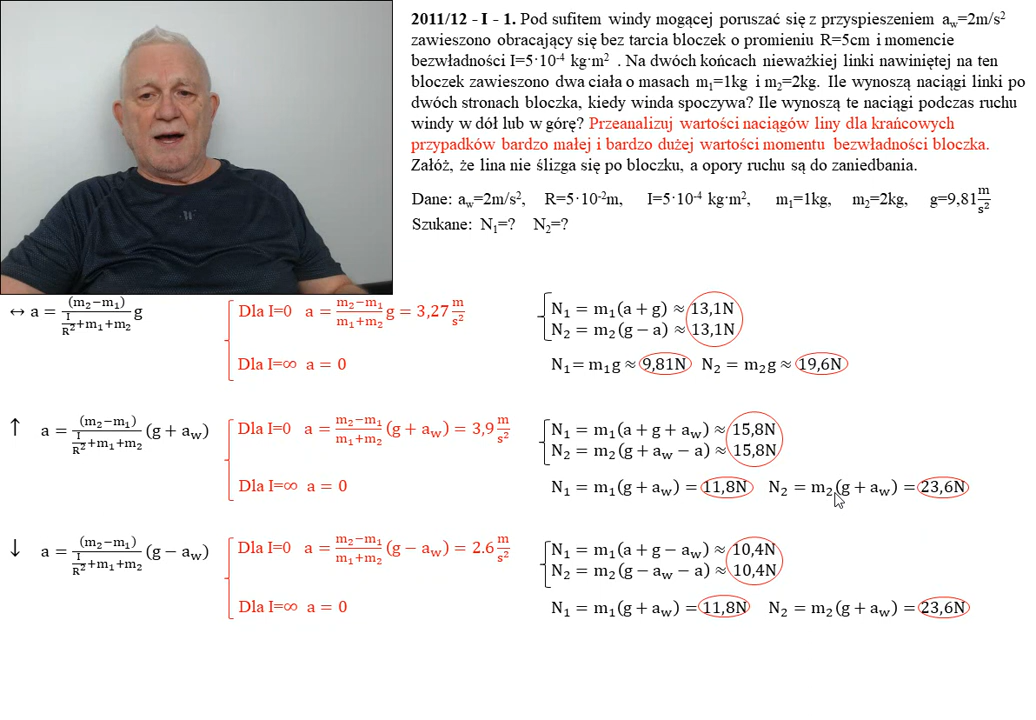 2011/12 - I - 1. Pod sufitem windy mogącej poruszać się z przyspieszeniem a_w=2m/s²
zawieszono obracający się bez tarcia bloczek o promieniu R=5cm i momencie
bezwładności I=5·10⁻⁴ kg·m² . Na dwóch końcach nieważkiej linki nawiniętej na ten
bloczek zawieszono dwa ciała o masach m₁=1kg i m₂=2kg. Ile wynoszą naciągi linki po
dwóch stronach bloczka, kiedy winda spoczywa? Ile wynoszą te naciągi podczas ruchu
windy w dół lub w górę? Przeanalizuj wartości naciągów liny dla krańcowych
przypadków bardzo małej i bardzo dużej wartości momentu bezwładności bloczka.
Załóż, że lina nie ślizga się po bloczku, a opory ruchu są do zaniedbania.
Dane: a_w=2m/s², R=5·10⁻²m, I=5·10⁻⁴ kg·m², m₁=1kg, m₂=2kg, g=9,81 m/s²
Szukane: N₁=? N₂=?
↔ a = (m₂−m₁)/(I/R²+m₁+m₂) g Dla I=0 a = (m₂−m₁)/(m₁+m₂) g = 3,27 m/s² N₁ = m₁(a + g) ≈ 13,1N
N₂ = m₂(g − a) ≈ 13,1N
Dla I=∞ a = 0 N₁ = m₁g ≈ 9,81N N₂ = m₂g ≈ 19,6N
↑ a = (m₂−m₁)/(I/R²+m₁+m₂) (g + a_w) Dla I=0 a = (m₂−m₁)/(m₁+m₂) (g + a_w) = 3,9 m/s² N₁ = m₁(a + g + a_w) ≈ 15,8N
N₂ = m₂(g + a_w − a) ≈ 15,8N
Dla I=∞ a = 0 N₁ = m₁(g + a_w) = 11,8N N₂ = m₂(g + a_w) = 23,6N
↓ a = (m₂−m₁)/(I/R²+m₁+m₂) (g − a_w) Dla I=0 a = (m₂−m₁)/(m₁+m₂) (g − a_w) = 2.6 m/s² N₁ = m₁(a + g − a_w) ≈ 10,4N
N₂ = m₂(g − a_w − a) ≈ 10,4N
Dla I=∞ a = 0 N₁ = m₁(g + a_w) = 11,8N N₂ = m₂(g + a_w) = 23,6N